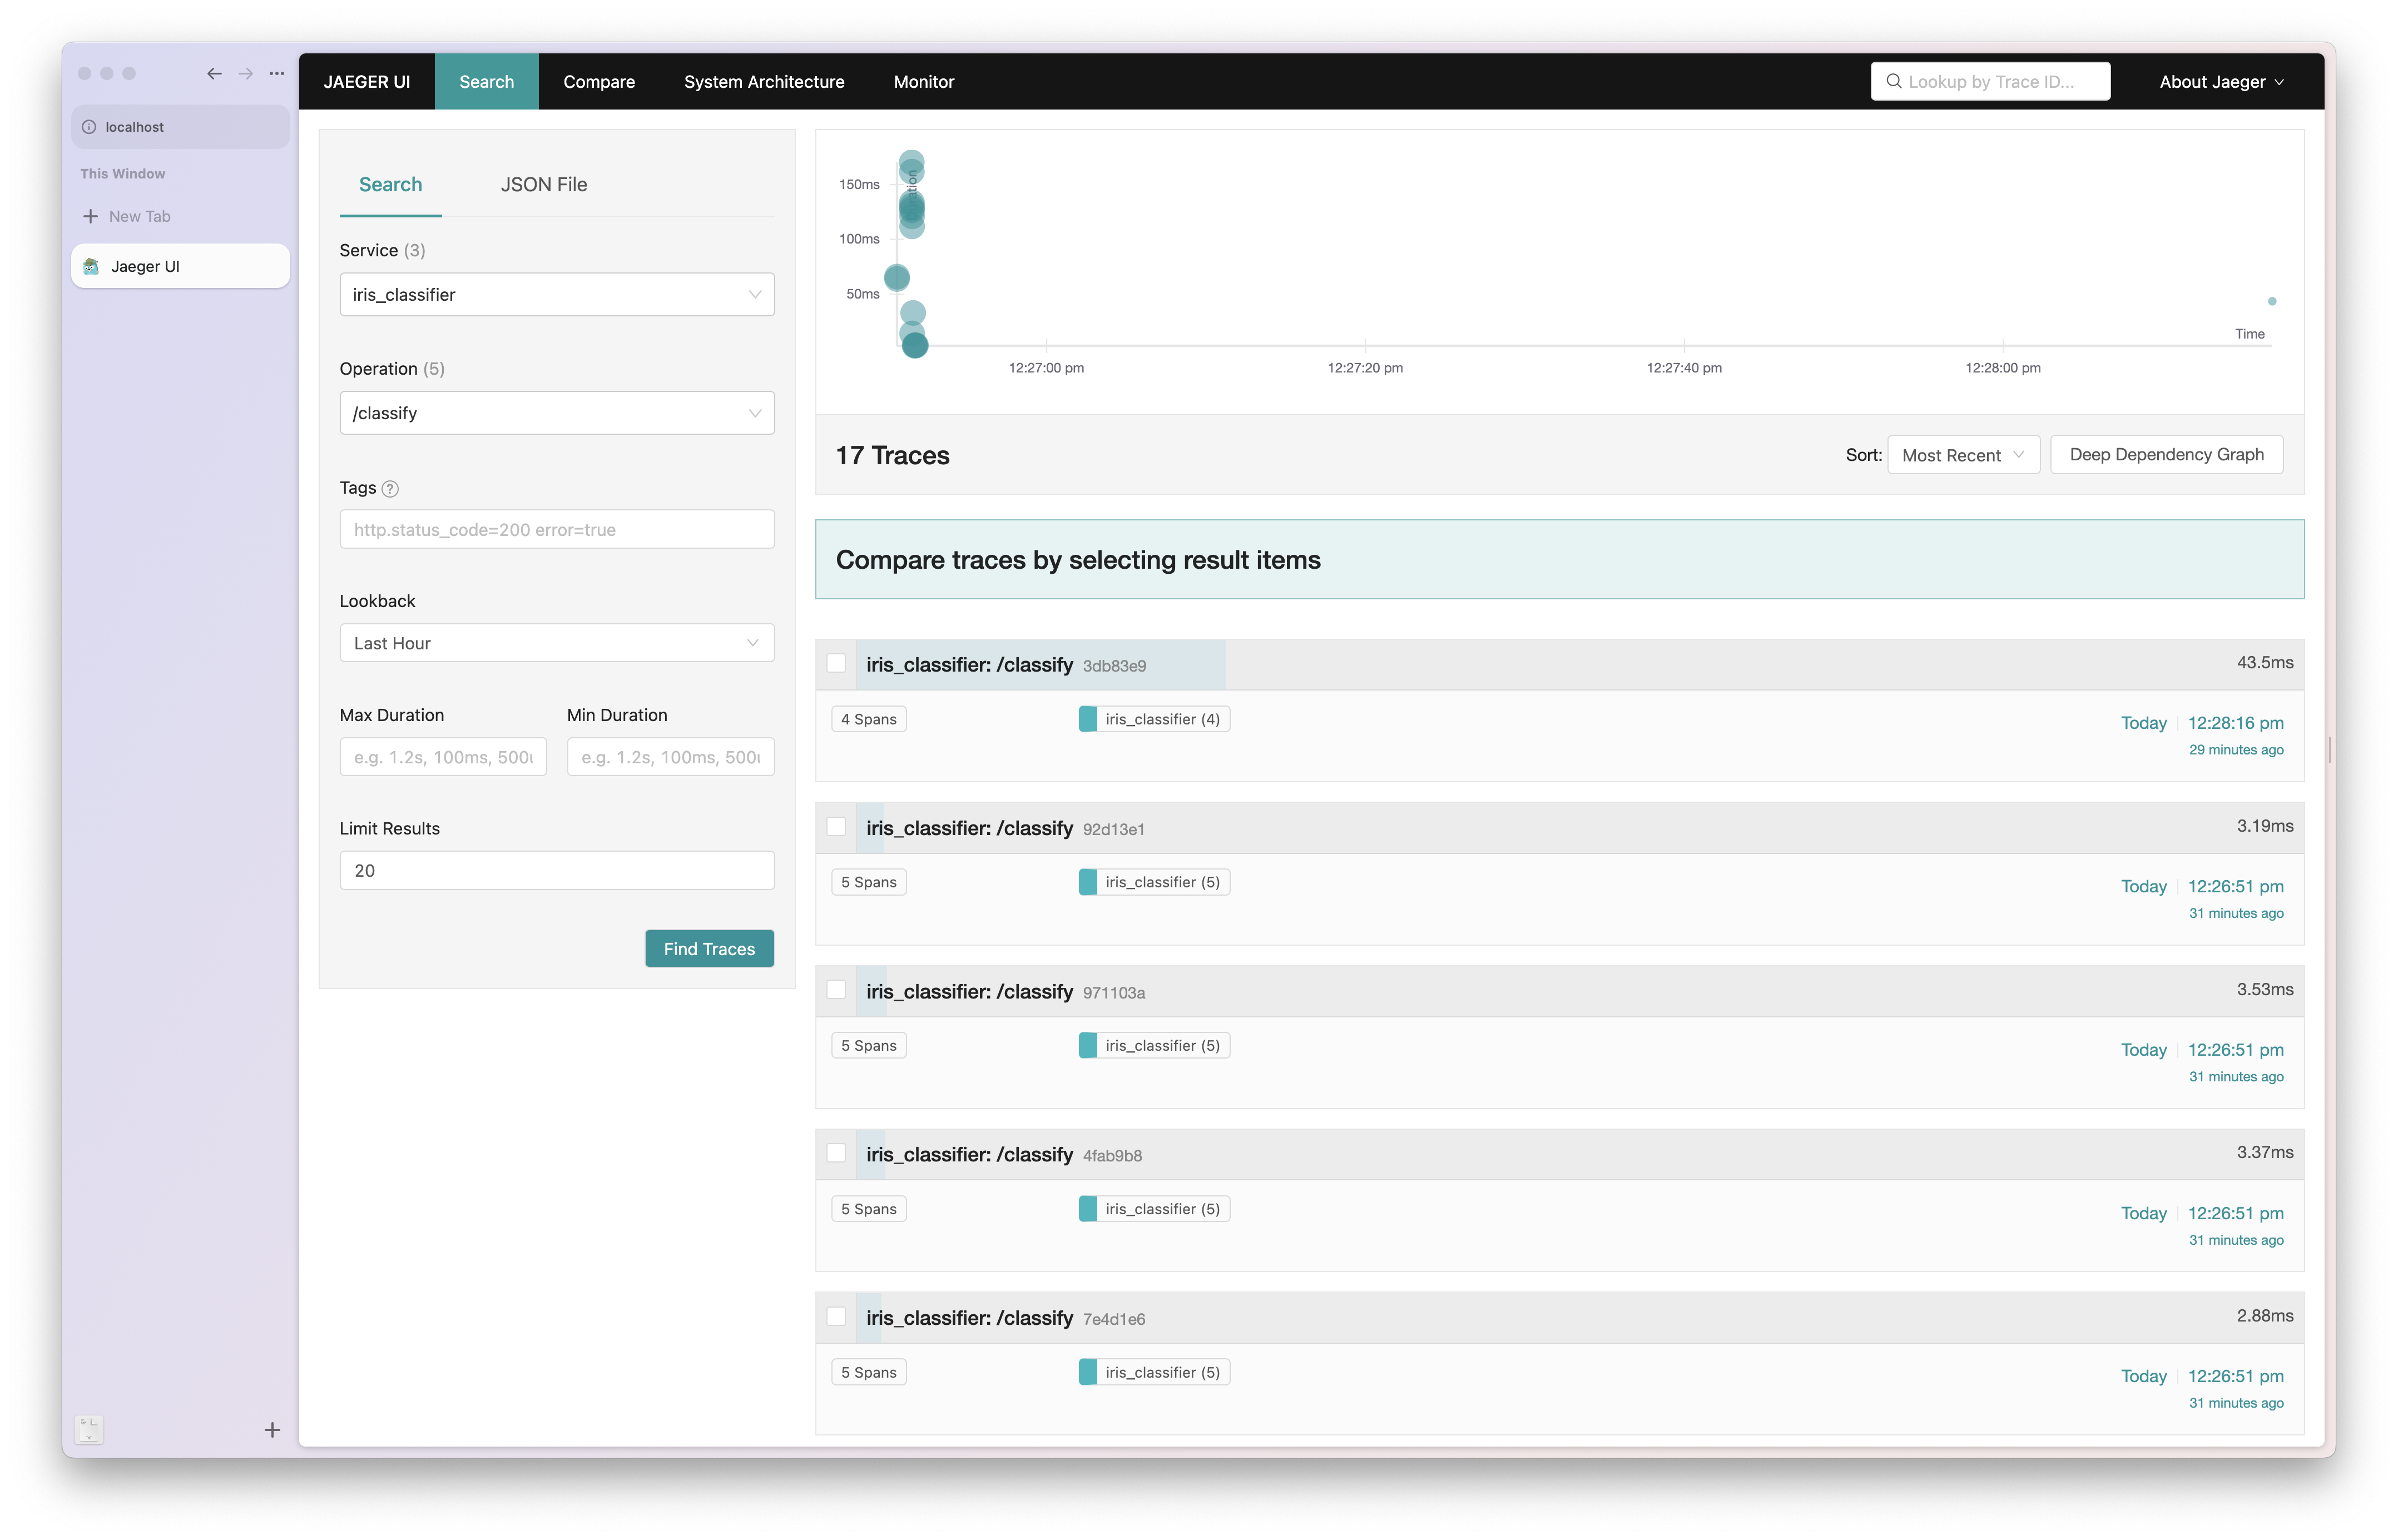 localhost
This Window
New Tab
Jaeger UI
JAEGER UI
Search
Compare
System Architecture
Monitor
Lookup by Trace ID...
About Jaeger
Search
JSON File
Service (3)
iris_classifier
Operation (5)
/classify
Tags
http.status_code=200 error=true
Lookback
Last Hour
Max Duration
Min Duration
e.g. 1.2s, 100ms, 500u
e.g. 1.2s, 100ms, 500u
Limit Results
20
Find Traces
150ms
100ms
50ms
Time
12:27:00 pm
12:27:20 pm
12:27:40 pm
12:28:00 pm
17 Traces
Sort:
Most Recent
Deep Dependency Graph
Compare traces by selecting result items
iris_classifier: /classify 3db83e9
43.5ms
4 Spans
iris_classifier (4)
Today
12:28:16 pm
29 minutes ago
iris_classifier: /classify 92d13e1
3.19ms
5 Spans
iris_classifier (5)
Today
12:26:51 pm
31 minutes ago
iris_classifier: /classify 971103a
3.53ms
5 Spans
iris_classifier (5)
Today
12:26:51 pm
31 minutes ago
iris_classifier: /classify 4fab9b8
3.37ms
5 Spans
iris_classifier (5)
Today
12:26:51 pm
31 minutes ago
iris_classifier: /classify 7e4d1e6
2.88ms
5 Spans
iris_classifier (5)
Today
12:26:51 pm
31 minutes ago